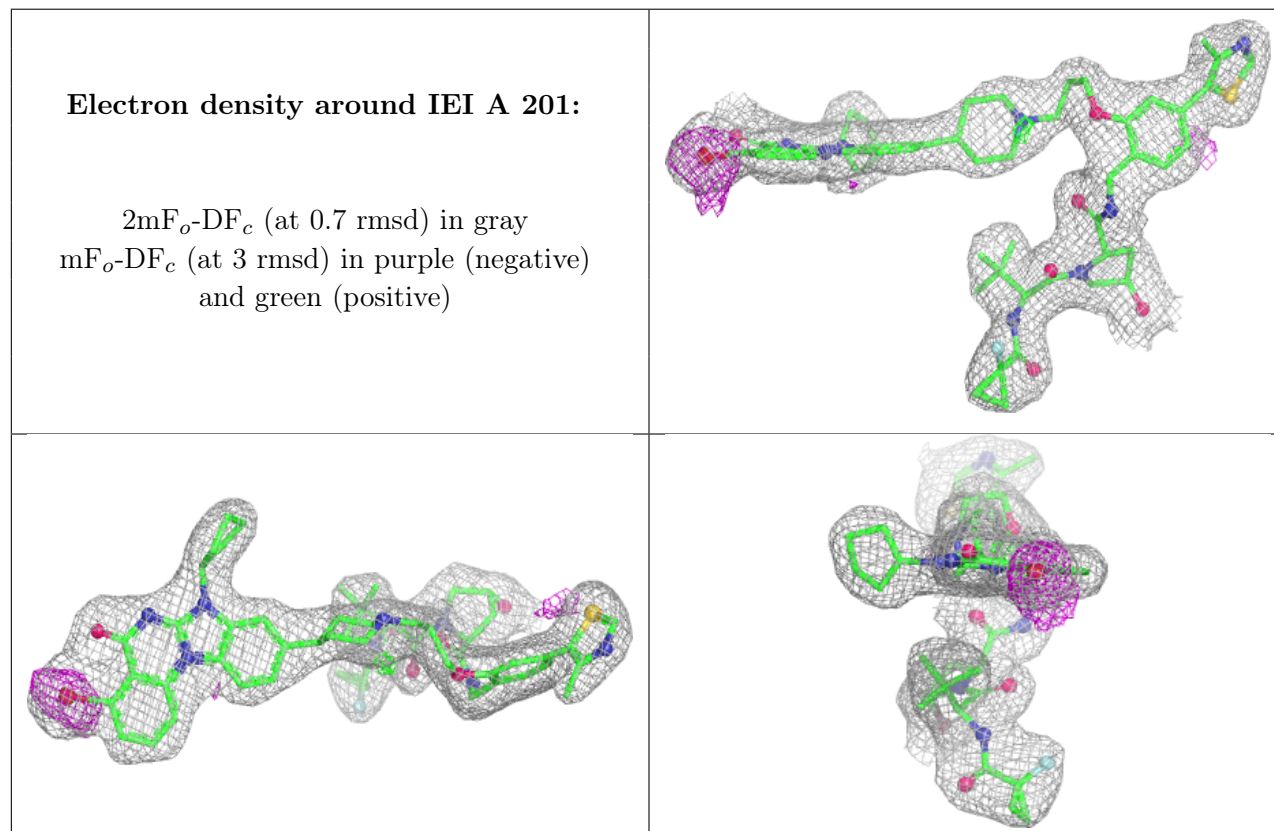 Electron density around IEI A 201:
2mFo-DFc (at 0.7 rmsd) in gray
mFo-DFc (at 3 rmsd) in purple (negative)
and green (positive)